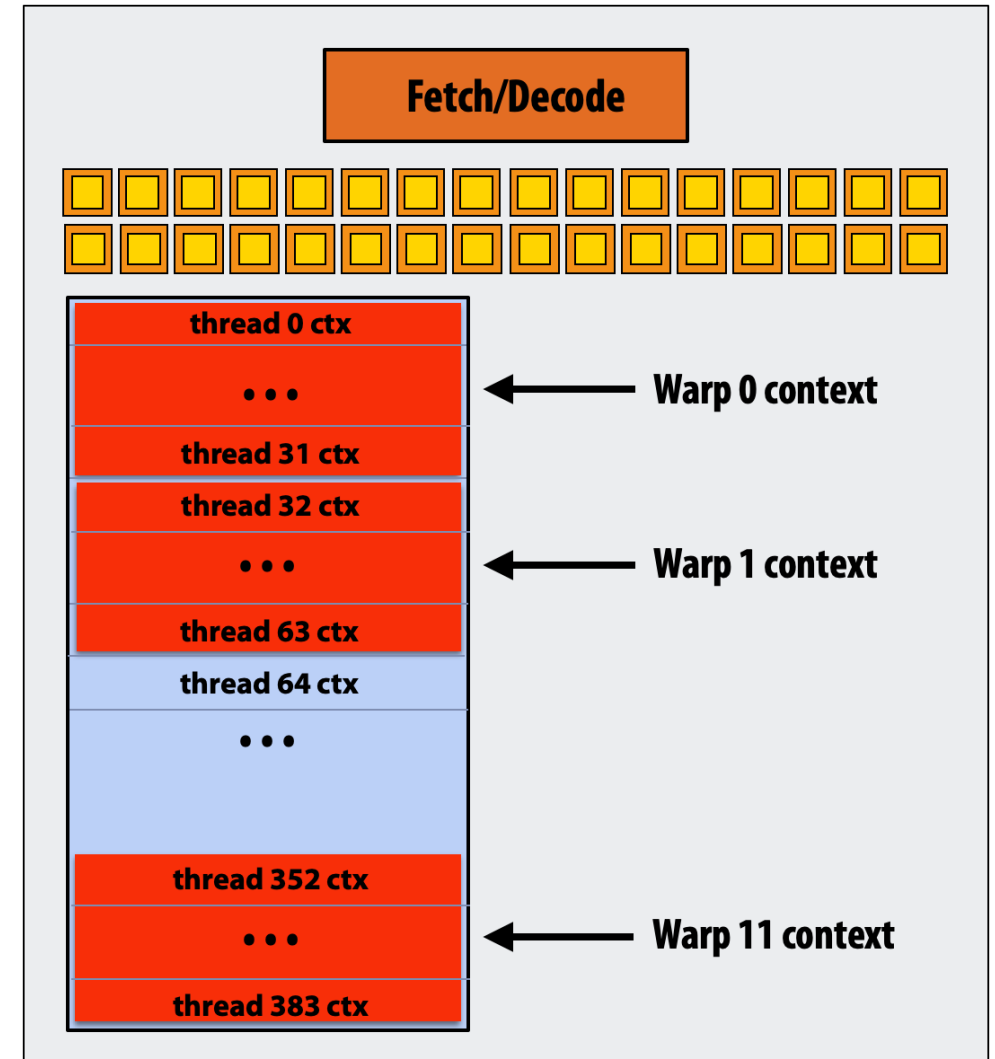 Fetch/Decode
thread 0 ctx
...
Warp 0 context
thread 31 ctx
thread 32 ctx
...
Warp 1 context
thread 63 ctx
thread 64 ctx
...
thread 352 ctx
...
Warp 11 context
thread 383 ctx